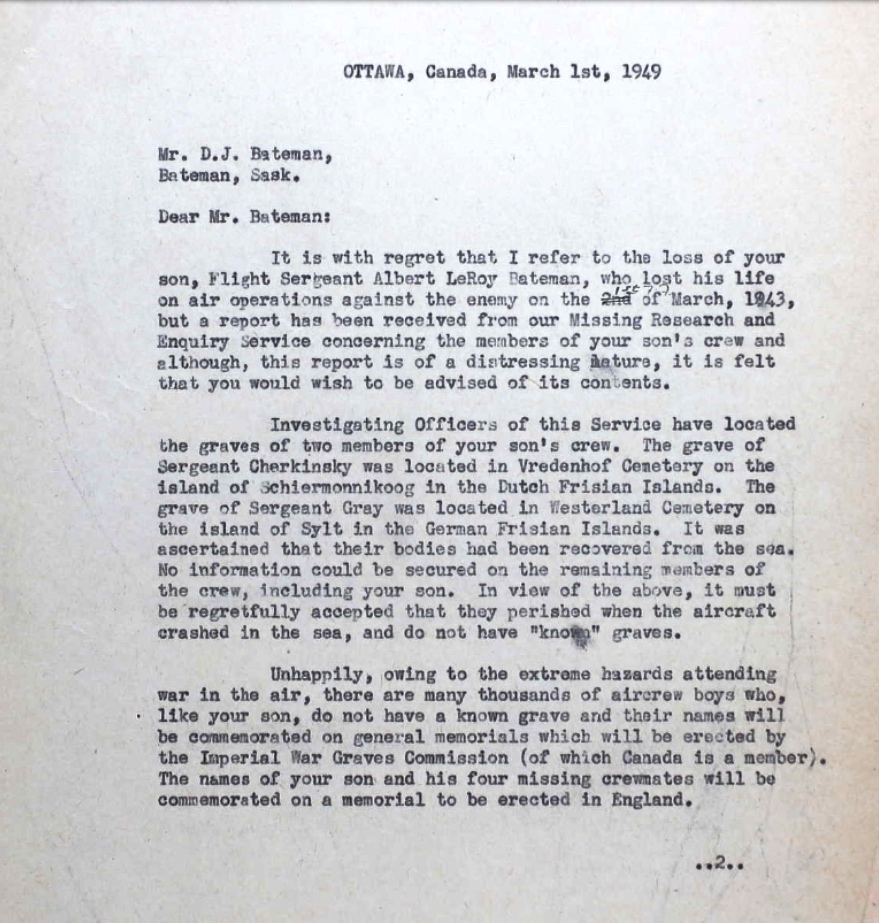 OTTAWA, Canada, March 1st, 1949
Mr. D.J. Bateman,
Bateman, Sask.
Dear Mr. Bateman:
It is with regret that I refer to the loss of your
son, Flight Sergeant Albert LeRoy Bateman, who lost his life
on air operations against the enemy on the 2nd of March, 1943,
but a report has been received from our Missing Research and
Enquiry Service concerning the members of your son's crew and
although, this report is of a distressing nature, it is felt
that you would wish to be advised of its contents.
Investigating Officers of this Service have located
the graves of two members of your son's crew. The grave of
Sergeant Cherkinsky was located in Vredenhof Cemetery on the
island of Schiermonnikoog in the Dutch Frisian Islands. The
grave of Sergeant Gray was located in Westerland Cemetery on
the island of Sylt in the German Frisian Islands. It was
ascertained that their bodies had been recovered from the sea.
No information could be secured on the remaining members of
the crew, including your son. In view of the above, it must
be regretfully accepted that they perished when the aircraft
crashed in the sea, and do not have "known" graves.
Unhappily, owing to the extreme hazards attending
war in the air, there are many thousands of aircrew boys who,
like your son, do not have a known grave and their names will
be commemorated on general memorials which will be erected by
the Imperial War Graves Commission (of which Canada is a member).
The names of your son and his four missing crewmates will be
commemorated on a memorial to be erected in England.
..2..